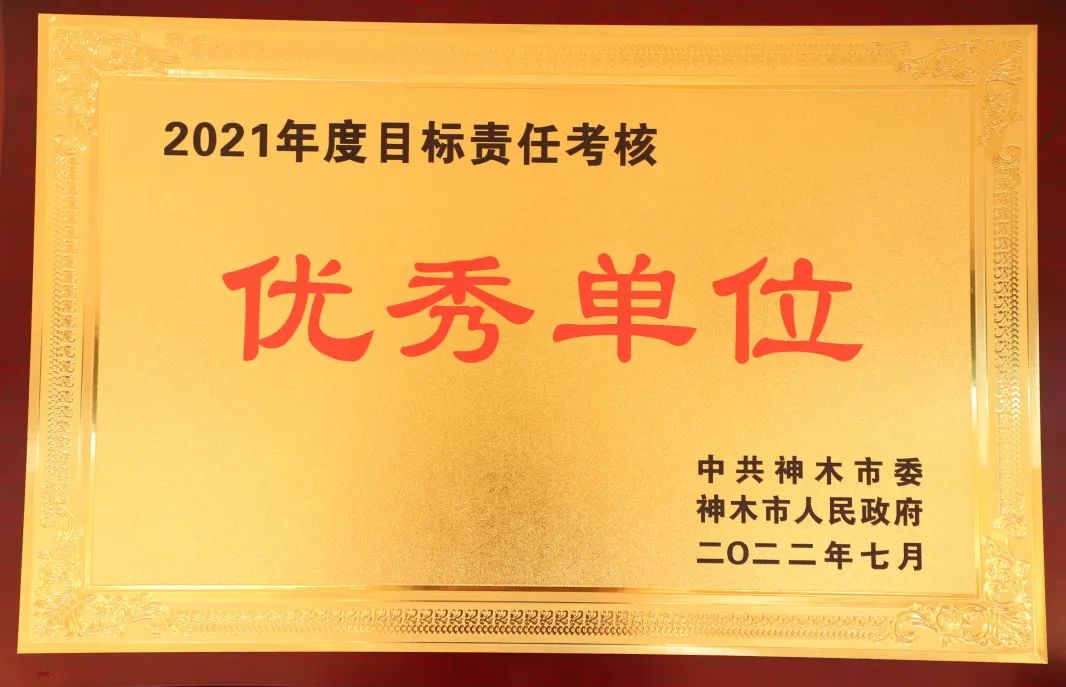 2021年度目标责任考核
优秀单位
中共神木市委
神木市人民政府
二〇二二年七月